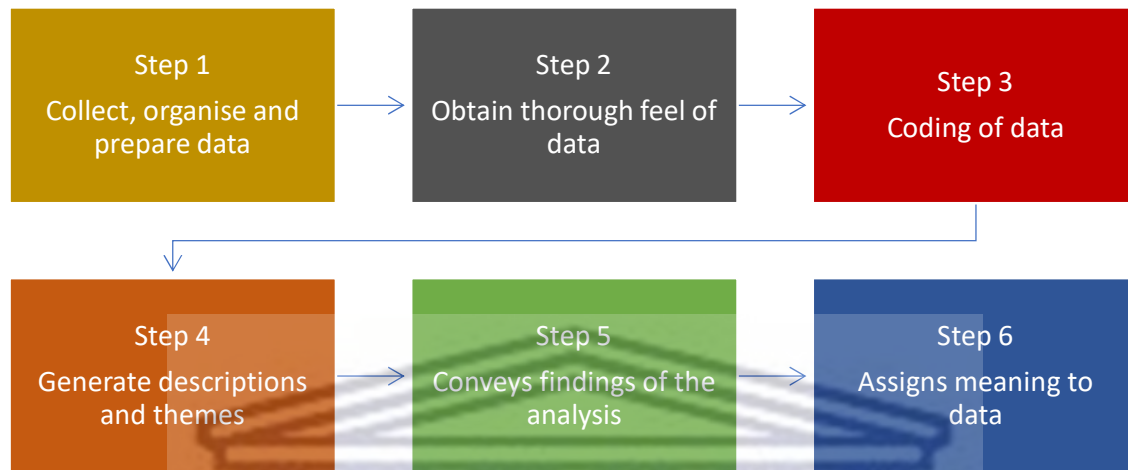 Step 1
Collect, organise and
prepare data
Step 2
Obtain thorough feel of
data
Step 3
Coding of data
Step 4
Generate descriptions
and themes
Step 5
Conveys findings of the
analysis
Step 6
Assigns meaning to
data